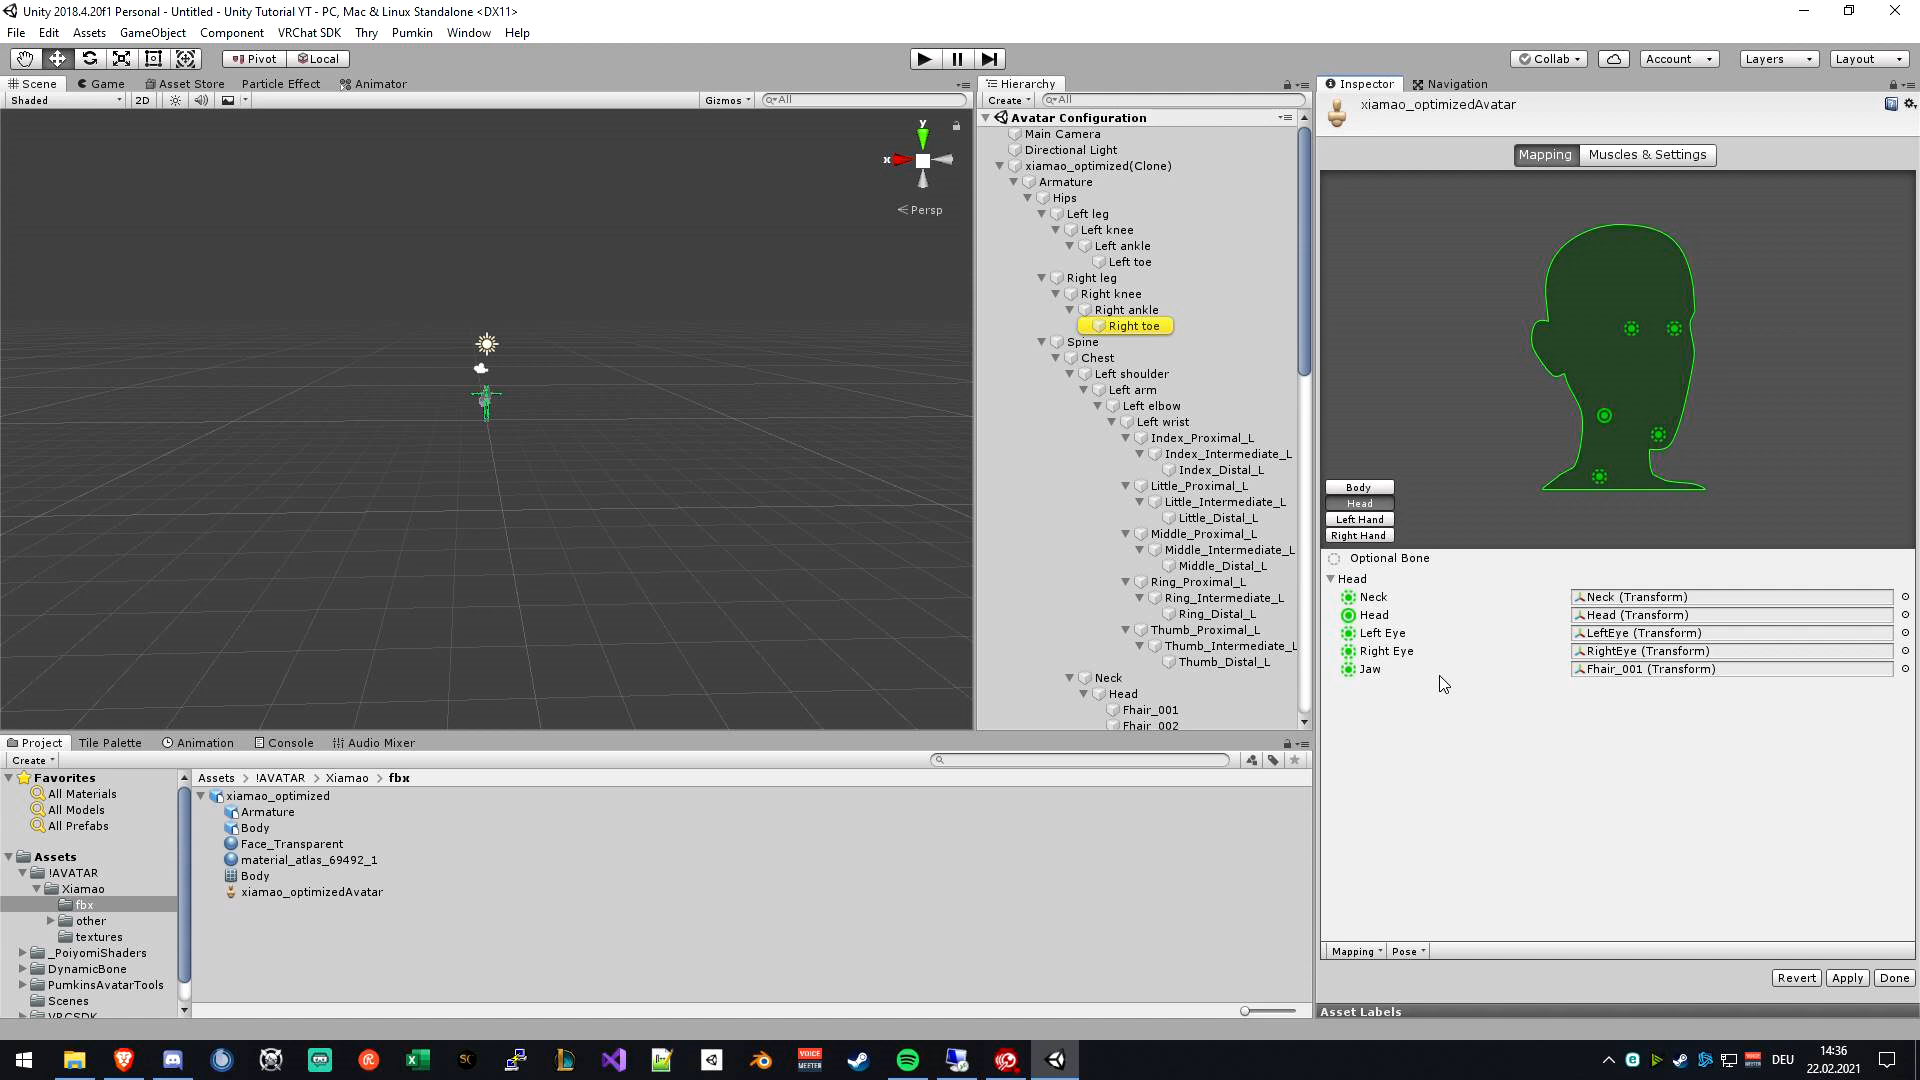 Unity 2018.4.20f1 Personal - Untitled - Unity Tutorial YT - PC, Mac & Linux Standalone <DX11>
File Edit Assets GameObject Component VRChat SDK Thry Pumkin Window Help
Pivot Local Collab Account Layers Layout
Scene Game Asset Store Particle Effect Animator
Shaded 2D Gizmos All
y
x
Persp
Hierarchy
Create All
Avatar Configuration
Main Camera
Directional Light
xiamao_optimized(Clone)
Armature
Hips
Left leg
Left knee
Left ankle
Left toe
Right leg
Right knee
Right ankle
Right toe
Spine
Chest
Left shoulder
Left arm
Left elbow
Left wrist
Index_Proximal_L
Index_Intermediate_L
Index_Distal_L
Little_Proximal_L
Little_Intermediate_L
Little_Distal_L
Middle_Proximal_L
Middle_Intermediate_L
Middle_Distal_L
Ring_Proximal_L
Ring_Intermediate_L
Ring_Distal_L
Thumb_Proximal_L
Thumb_Intermediate_L
Thumb_Distal_L
Neck
Head
Fhair_001
Fhair_002
Inspector Navigation
xiamao_optimizedAvatar
Mapping Muscles & Settings
Body
Head
Left Hand
Right Hand
Optional Bone
Head
Neck Neck (Transform)
Head Head (Transform)
Left Eye LeftEye (Transform)
Right Eye RightEye (Transform)
Jaw Fhair_001 (Transform)
Mapping Pose
Revert Apply Done
Asset Labels
Project Tile Palette Animation Console Audio Mixer
Create
Favorites
All Materials
All Models
All Prefabs
Assets
!AVATAR
Xiamao
fbx
other
textures
_PoiyomiShaders
DynamicBone
PumkinsAvatarTools
Scenes
VRCSDK
Assets > !AVATAR > Xiamao > fbx
xiamao_optimized
Armature
Body
Face_Transparent
material_atlas_69492_1
Body
xiamao_optimizedAvatar
DEU
14:36
22.02.2021